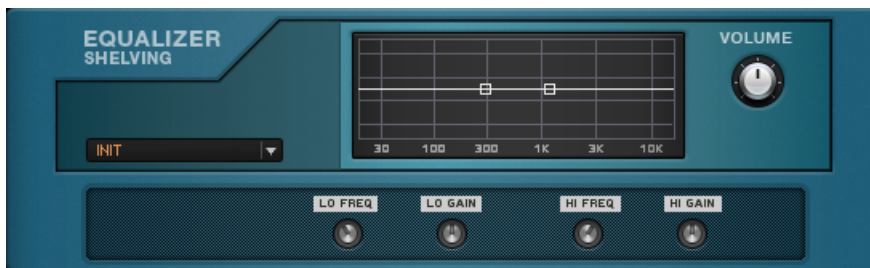 EQUALIZER
SHELVING
VOLUME
INIT
30 100 300 1K 3K 10K
LO FREQ LO GAIN HI FREQ HI GAIN